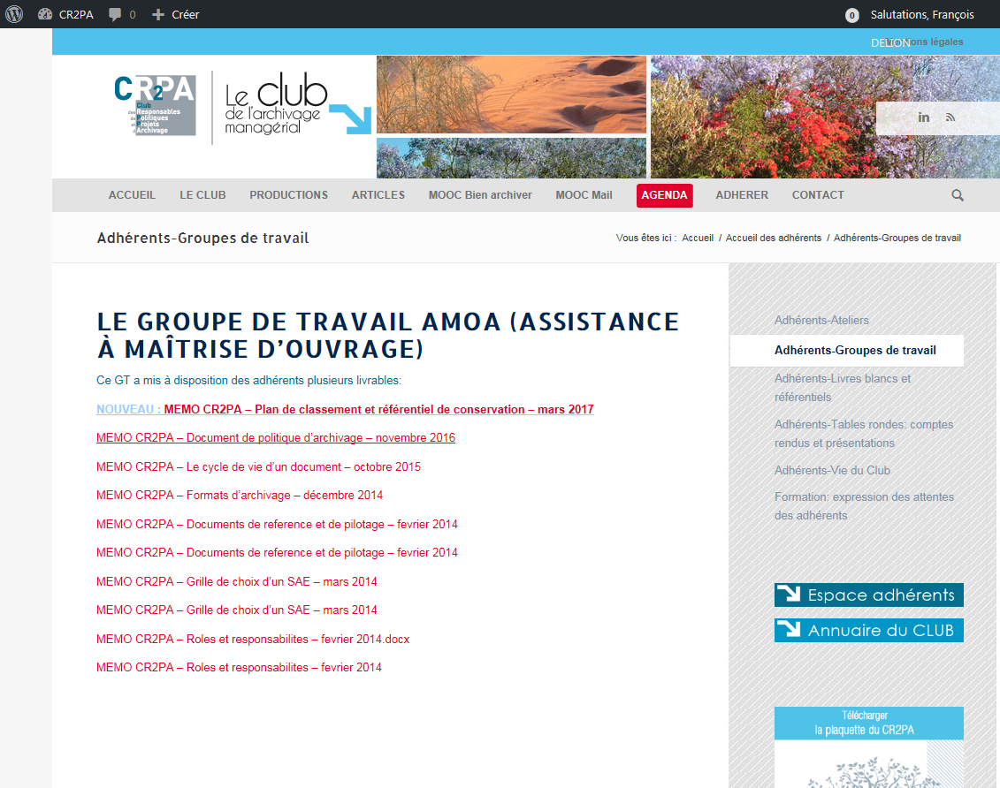 CR2PA 0 Créer 0 Salutations, François
DELION
Mentions légales
CR2PA
Club
des Responsables
de Politiques
et Projets
d'Archivage
Le club
de l'archivage
managérial
ACCUEIL LE CLUB PRODUCTIONS ARTICLES MOOC Bien archiver MOOC Mail AGENDA ADHERER CONTACT
Adhérents-Groupes de travail
Vous êtes ici : Accueil / Accueil des adhérents / Adhérents-Groupes de travail
LE GROUPE DE TRAVAIL AMOA (ASSISTANCE
À MAÎTRISE D'OUVRAGE)
Ce GT a mis à disposition des adhérents plusieurs livrables:
NOUVEAU : MEMO CR2PA – Plan de classement et référentiel de conservation – mars 2017
MEMO CR2PA – Document de politique d'archivage – novembre 2016
MEMO CR2PA – Le cycle de vie d'un document – octobre 2015
MEMO CR2PA – Formats d'archivage – décembre 2014
MEMO CR2PA – Documents de reference et de pilotage – fevrier 2014
MEMO CR2PA – Documents de reference et de pilotage – fevrier 2014
MEMO CR2PA – Grille de choix d'un SAE – mars 2014
MEMO CR2PA – Grille de choix d'un SAE – mars 2014
MEMO CR2PA – Roles et responsabilites – fevrier 2014.docx
MEMO CR2PA – Roles et responsabilites – fevrier 2014
Adhérents-Ateliers
Adhérents-Groupes de travail
Adhérents-Livres blancs et
référentiels
Adhérents-Tables rondes: comptes
rendus et présentations
Adhérents-Vie du Club
Formation: expression des attentes
des adhérents
Espace adhérents
Annuaire du CLUB
Télécharger
la plaquette du CR2PA